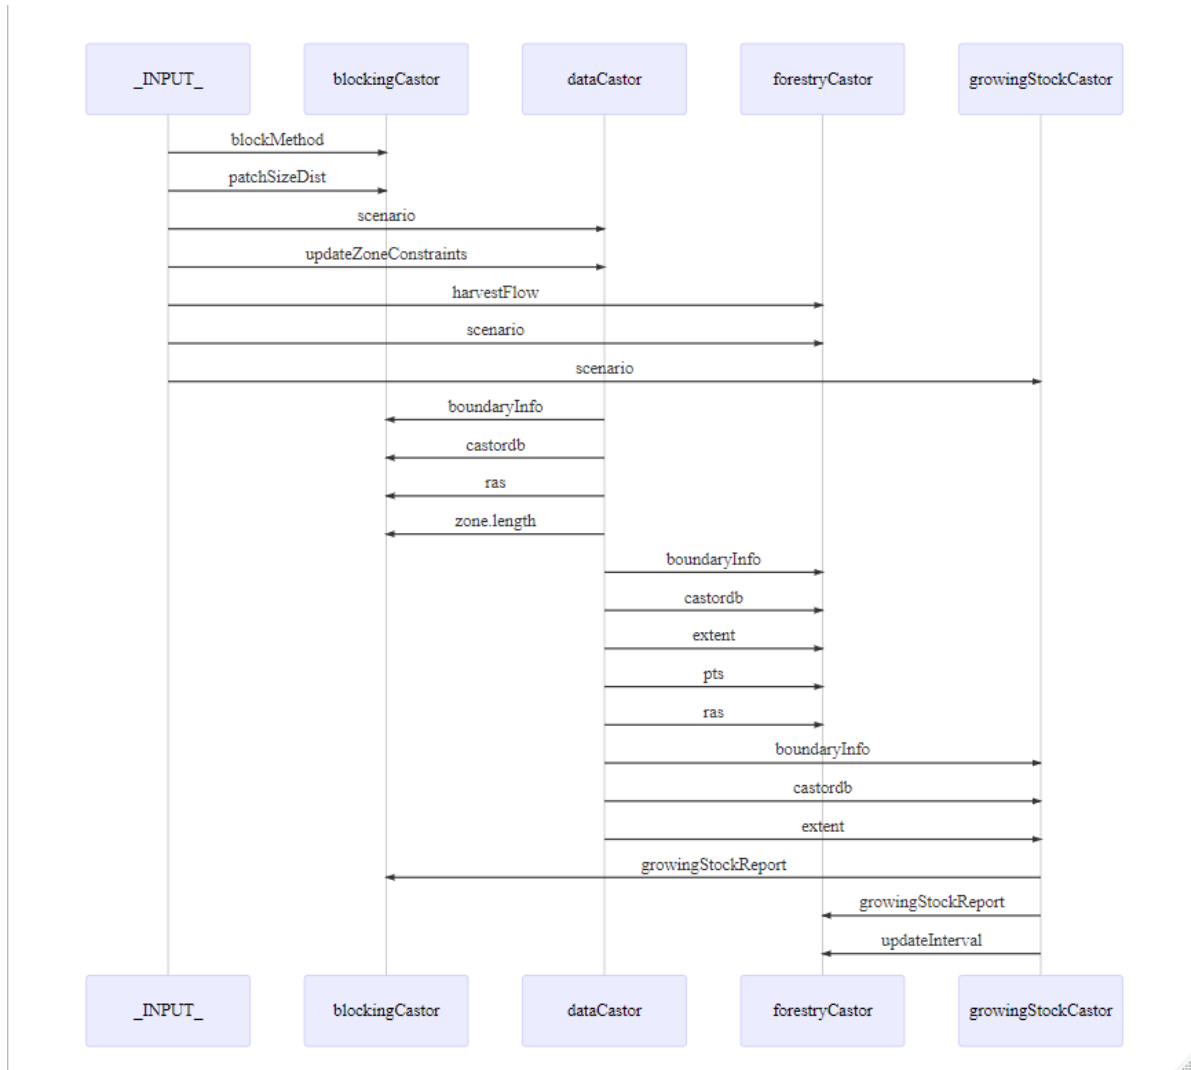 _INPUT_ blockingCastor dataCastor forestryCastor growingStockCastor
blockMethod
patchSizeDist
scenario
updateZoneConstraints
harvestFlow
scenario
scenario
boundaryInfo
castordb
ras
zone.length
boundaryInfo
castordb
extent
pts
ras
boundaryInfo
castordb
extent
growingStockReport
growingStockReport
updateInterval
_INPUT_ blockingCastor dataCastor forestryCastor growingStockCastor